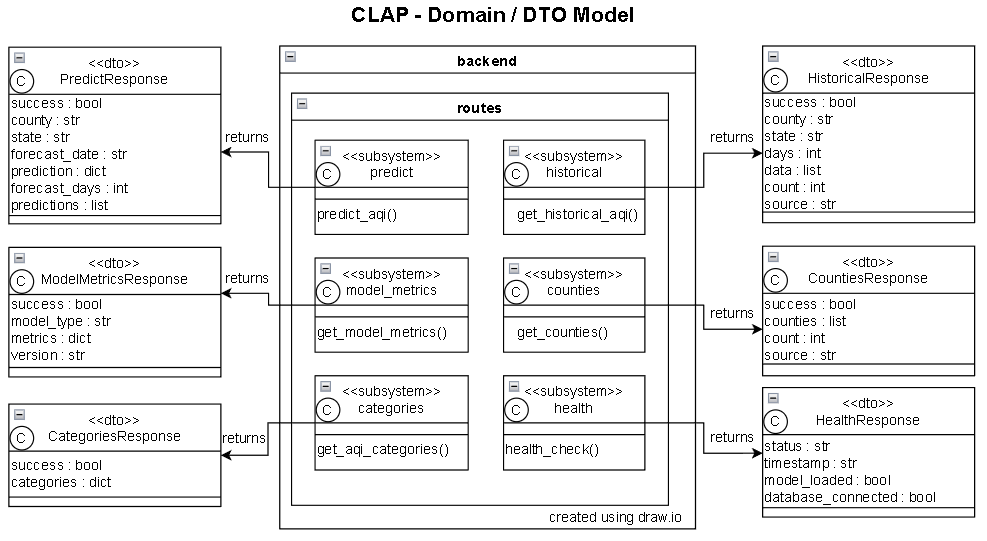 CLAP - Domain / DTO Model
<<dto>>
C
PredictResponse
success : bool
county : str
state : str
forecast_date : str
prediction : dict
forecast_days : int
predictions : list
returns
<<dto>>
C
ModelMetricsResponse
success : bool
model_type : str
metrics : dict
version : str
returns
<<dto>>
C
CategoriesResponse
success : bool
categories : dict
returns
backend
routes
<<subsystem>>
C
predict
predict_aqi()
<<subsystem>>
C
historical
get_historical_aqi()
<<subsystem>>
C
model_metrics
get_model_metrics()
<<subsystem>>
C
counties
get_counties()
<<subsystem>>
C
categories
get_aqi_categories()
<<subsystem>>
C
health
health_check()
created using draw.io
returns
<<dto>>
C
HistoricalResponse
success : bool
county : str
state : str
days : int
data : list
count : int
source : str
returns
<<dto>>
C
CountiesResponse
success : bool
counties : list
count : int
source : str
returns
<<dto>>
C
HealthResponse
status : str
timestamp : str
model_loaded : bool
database_connected : bool